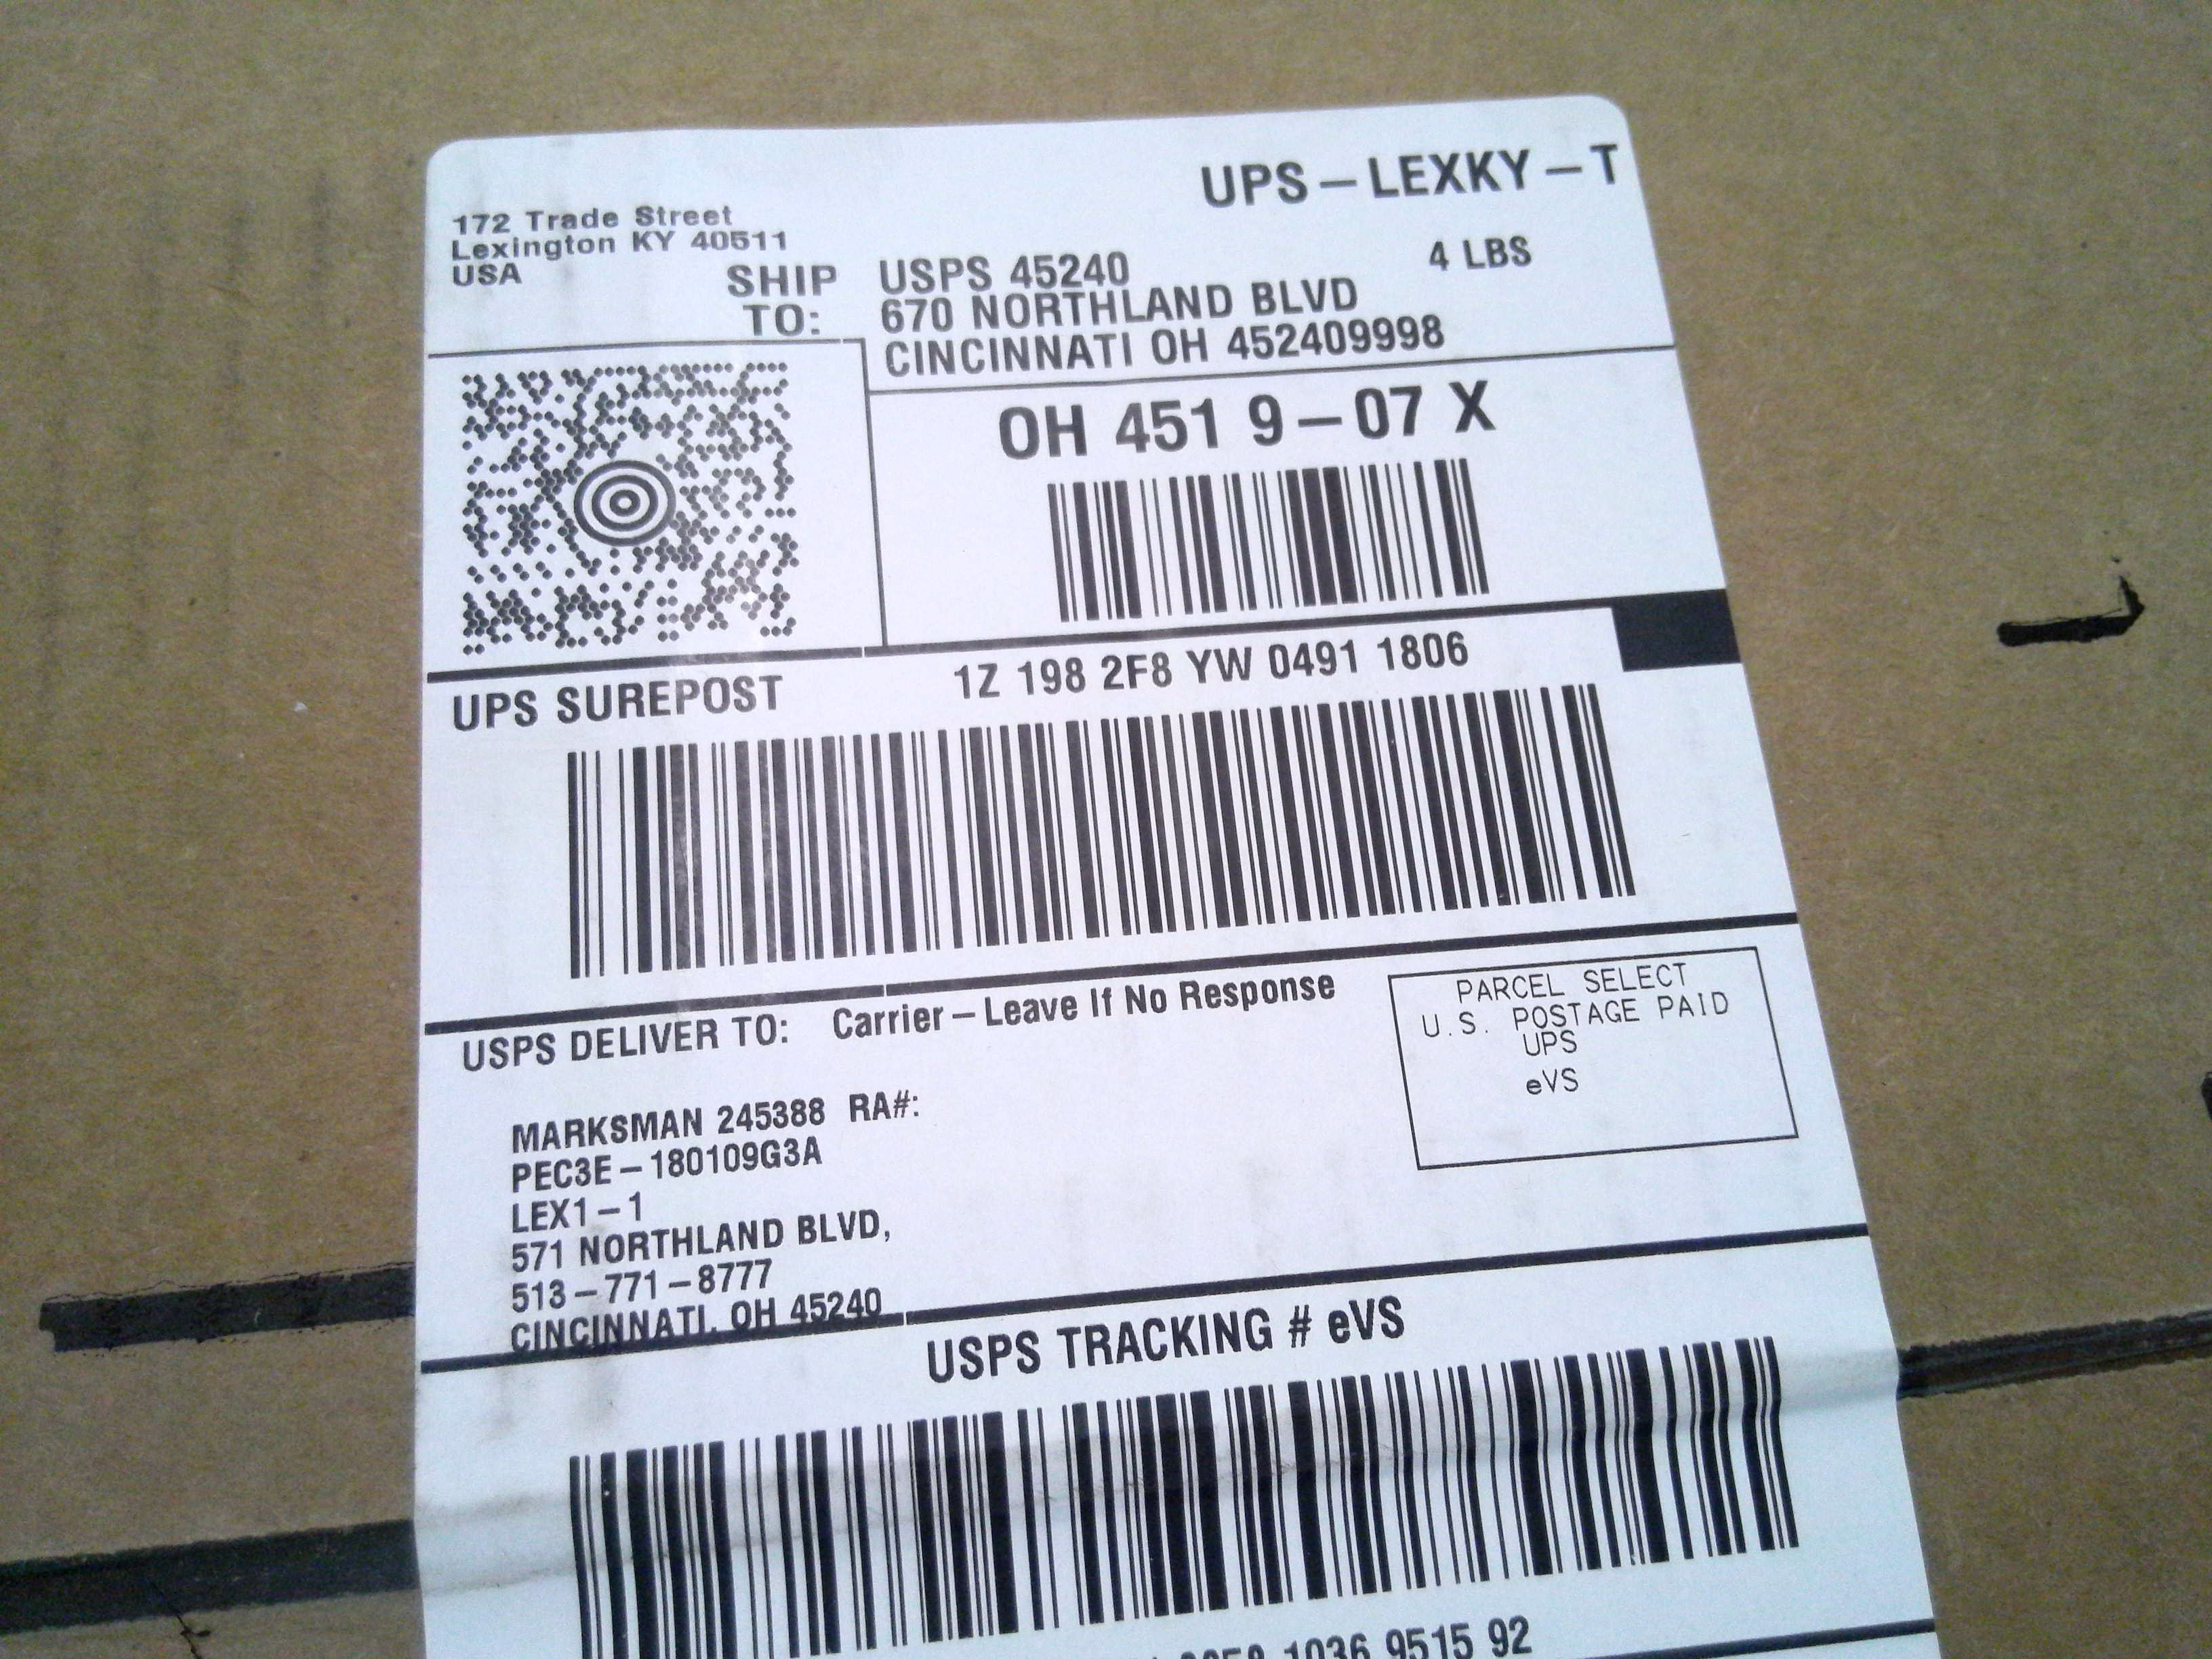 UPS – LEXKY – T
172 Trade Street
Lexington KY 40511
USA
4 LBS
SHIP TO:
USPS 45240
670 NORTHLAND BLVD
CINCINNATI OH 452409998
OH 451 9 – 07 X
UPS SUREPOST
1Z 198 2F8 YW 0491 1806
USPS DELIVER TO: Carrier – Leave If No Response
PARCEL SELECT
U.S. POSTAGE PAID
UPS
eVS
MARKSMAN 245388 RA#:
PEC3E – 180109G3A
LEX1 – 1
571 NORTHLAND BLVD,
513 – 771 – 8777
CINCINNATI, OH 45240
USPS TRACKING # eVS
1036 9515 92